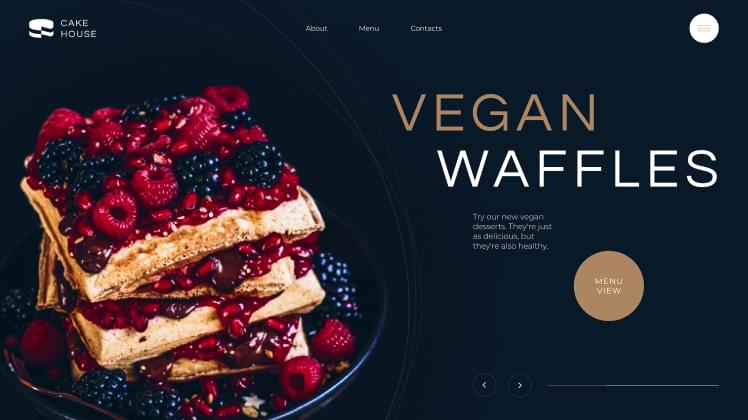 CAKE
HOUSE
About
Menu
Contacts
VEGAN
WAFFLES
Try our new vegan
desserts. They're just
as delicious, but
they're also healthy.
MENU
VIEW